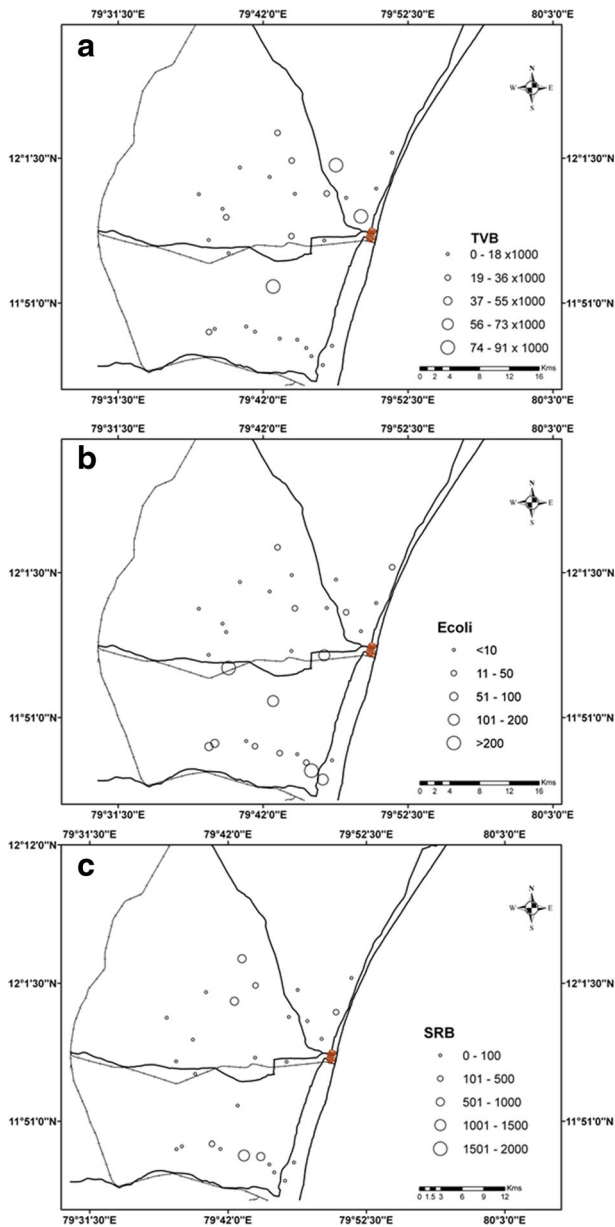 79°31'30"E 79°42'0"E 79°52'30"E 80°3'0"E
a
N
W E
S
12°1'30"N 12°1'30"N
TVB
0 - 18 x1000
19 - 36 x1000
11°51'0"N 11°51'0"N
37 - 55 x1000
56 - 73 x1000
74 - 91 x 1000
Kms
0 2 4 8 12 16
79°31'30"E 79°42'0"E 79°52'30"E 80°3'0"E
79°31'30"E 79°42'0"E 79°52'30"E 80°3'0"E
b
N
W E
S
12°1'30"N 12°1'30"N
Ecoli
<10
11 - 50
51 - 100
11°51'0"N 11°51'0"N
101 - 200
>200
Kms
0 2 4 8 12 16
79°31'30"E 79°42'0"E 79°52'30"E 80°3'0"E
79°31'30"E 79°42'0"E 79°52'30"E 80°3'0"E
12°12'0"N 12°12'0"N
c
N
W E
S
12°1'30"N 12°1'30"N
SRB
0 - 100
101 - 500
501 - 1000
11°51'0"N 11°51'0"N
1001 - 1500
1501 - 2000
Kms
0 1.5 3 6 9 12
79°31'30"E 79°42'0"E 79°52'30"E 80°3'0"E